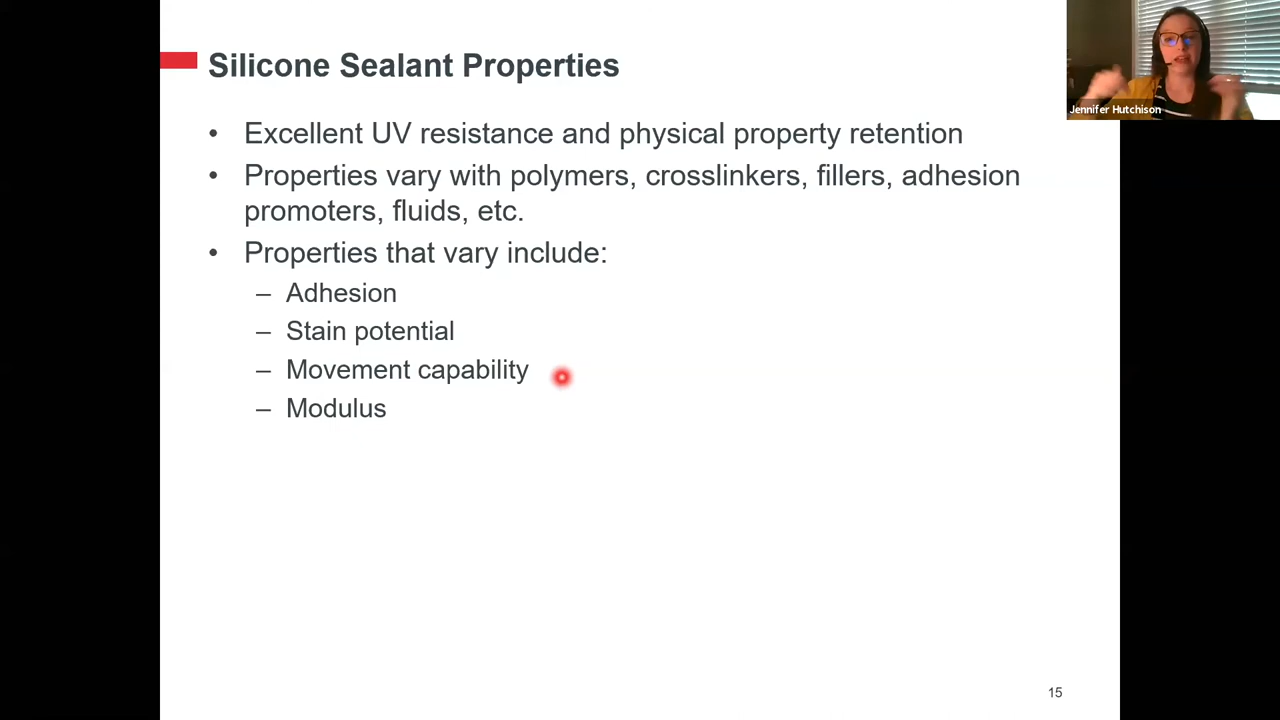 Silicone Sealant Properties
• Excellent UV resistance and physical property retention
• Properties vary with polymers, crosslinkers, fillers, adhesion
promoters, fluids, etc.
• Properties that vary include:
– Adhesion
– Stain potential
– Movement capability
– Modulus
15
Jennifer Hutchison